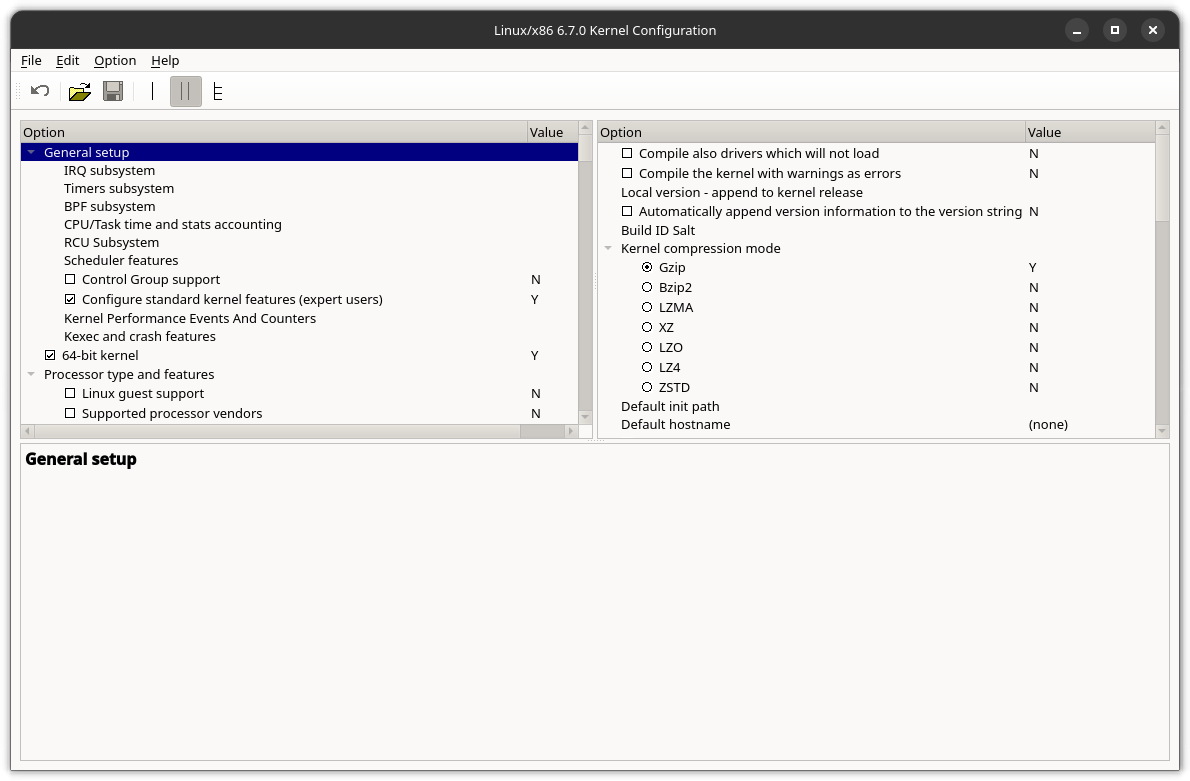 Linux/x86 6.7.0 Kernel Configuration
File Edit Option Help
Option Value
General setup
IRQ subsystem
Timers subsystem
BPF subsystem
CPU/Task time and stats accounting
RCU Subsystem
Scheduler features
Control Group support N
Configure standard kernel features (expert users) Y
Kernel Performance Events And Counters
Kexec and crash features
64-bit kernel Y
Processor type and features
Linux guest support N
Supported processor vendors N
Option Value
Compile also drivers which will not load N
Compile the kernel with warnings as errors N
Local version - append to kernel release
Automatically append version information to the version string N
Build ID Salt
Kernel compression mode
Gzip Y
Bzip2 N
LZMA N
XZ N
LZO N
LZ4 N
ZSTD N
Default init path
Default hostname (none)
General setup